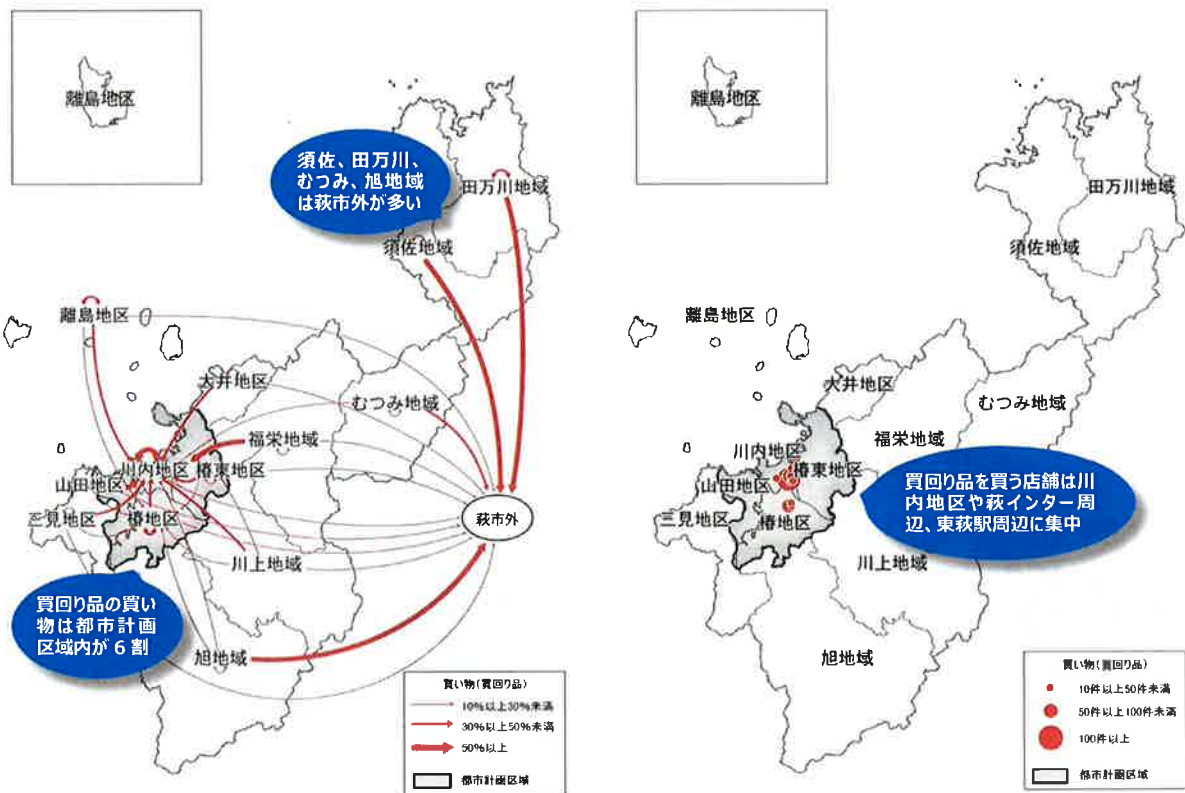 離島地区
須佐、田万川、
むつみ、旭地域
は萩市外が多い
田万川地域
須佐地域
離島地区
大井地区
むつみ地域
福栄地域
川内地区
椿東地区
山田地区
三見地区
椿地区
萩市外
川上地域
買回り品の買い
物は都市計画
区域内が6割
旭地域
買い物(買回り品)
10%以上30%未満
30%以上50%未満
50%以上
都市計画区域
離島地区
田万川地域
須佐地域
離島地区
大井地区
むつみ地域
福栄地域
川内地区
椿東地区
山田地区
三見地区
椿地区
買回り品を買う店舗は川
内地区や萩インター周
辺、東萩駅周辺に集中
川上地域
旭地域
買い物(買回り品)
10件以上50件未満
50件以上100件未満
100件以上
都市計画区域